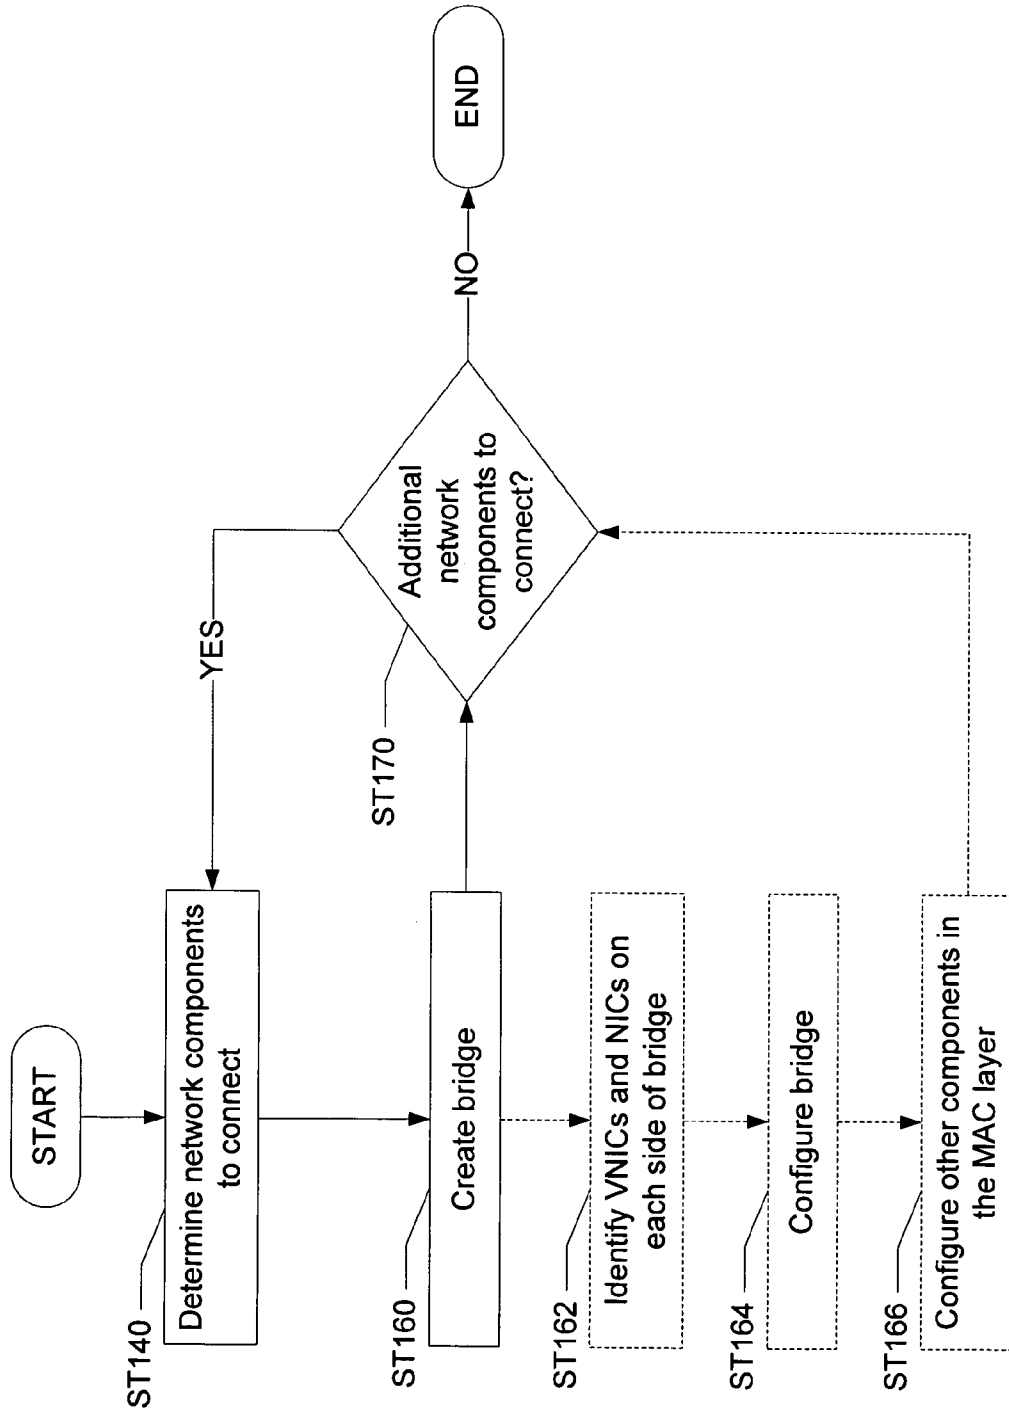 START
ST140
Determine network components
to connect
YES
ST160
Create bridge
ST170
Additional
network
components to
connect?
NO
END
ST162
Identify VNICs and NICs on
each side of bridge
ST164
Configure bridge
ST166
Configure other components in
the MAC layer